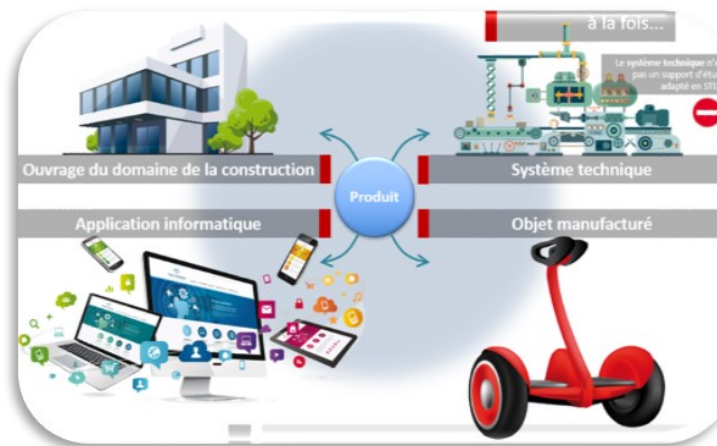 à la fois...
Le système technique n'e
pas un support d'étu
adapté en STI
Ouvrage du domaine de la construction
Système technique
Produit
Application informatique
Objet manufacturé